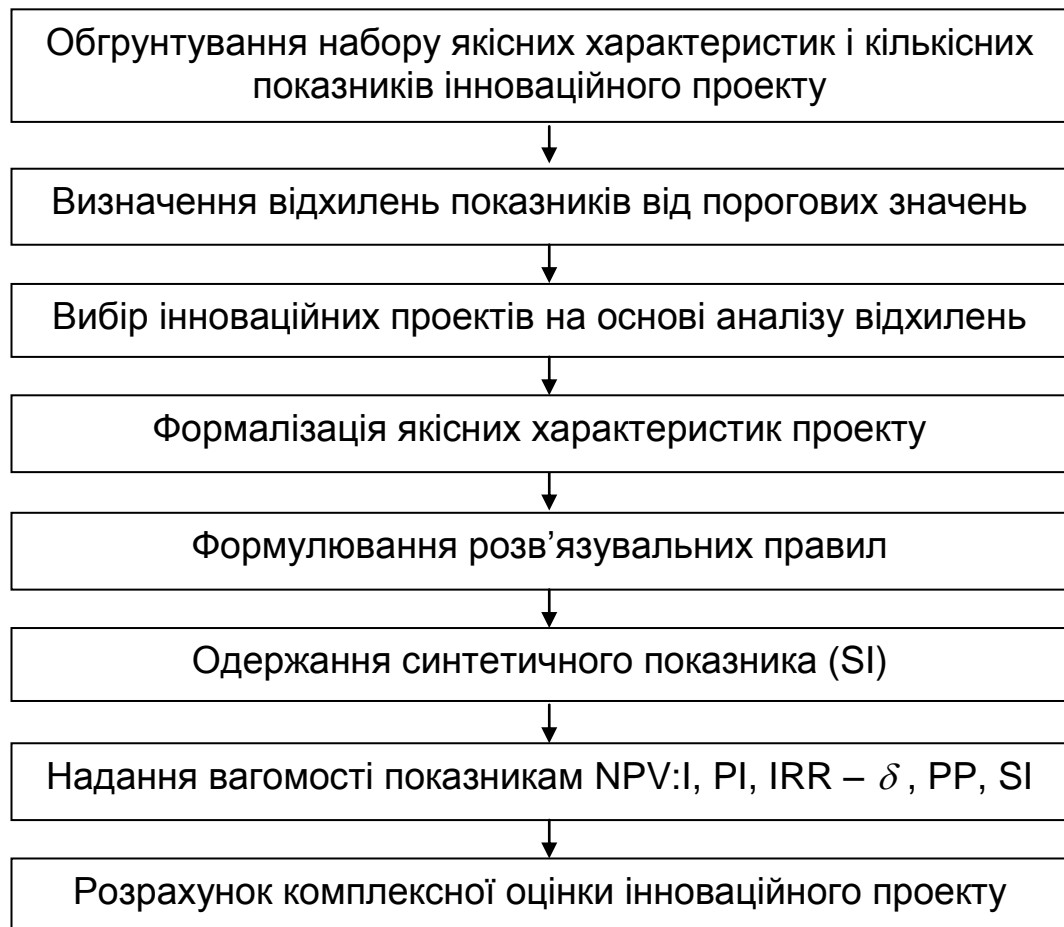 Обгрунтування набору якісних характеристик і кількісних
показників інноваційного проекту
Визначення відхилень показників від порогових значень
Вибір інноваційних проектів на основі аналізу відхилень
Формалізація якісних характеристик проекту
Формулювання розв’язувальних правил
Одержання синтетичного показника (SI)
Надання вагомості показникам NPV:I, PI, IRR – δ , PP, SI
Розрахунок комплексної оцінки інноваційного проекту